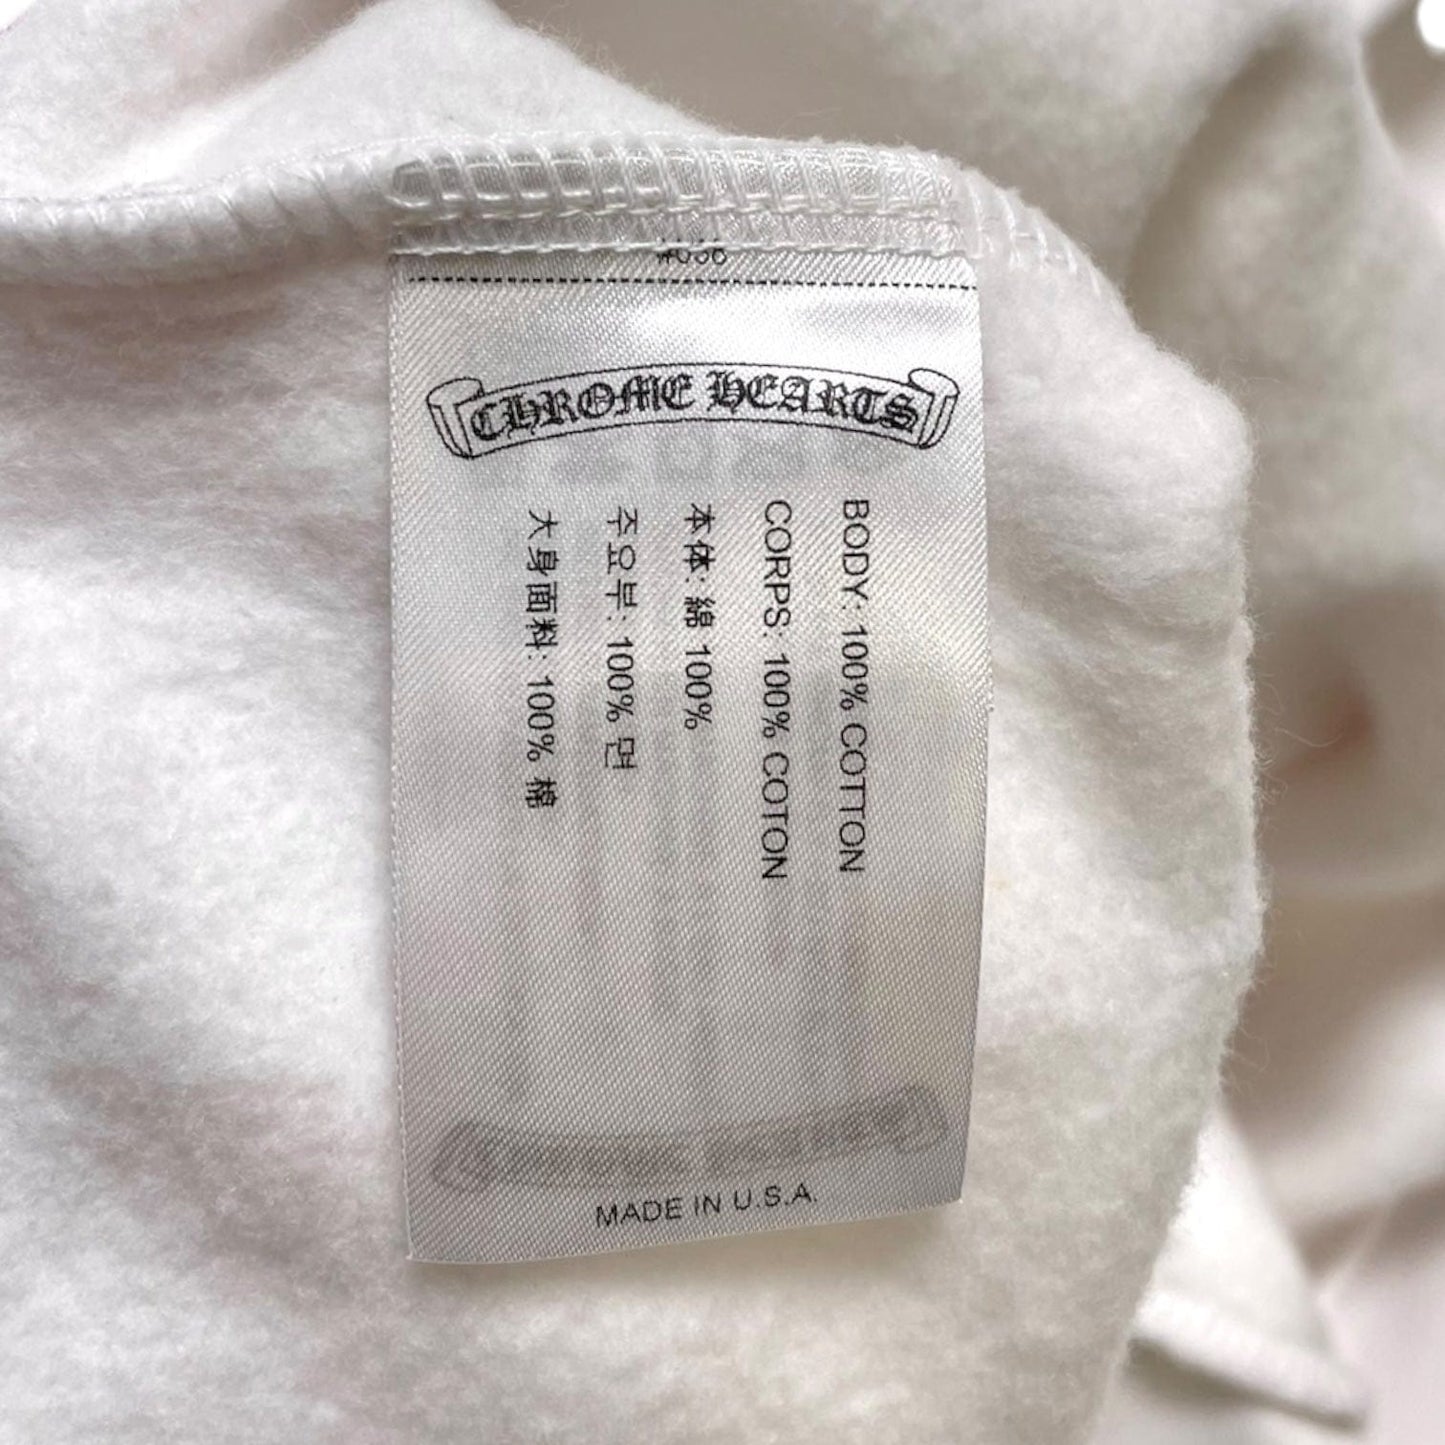 CHROME HEARTS
BODY: 100% COTTON
CORPS: 100% COTON
本体: 綿 100%
주요부: 100% 면
大身面料: 100% 棉
MADE IN U.S.A.